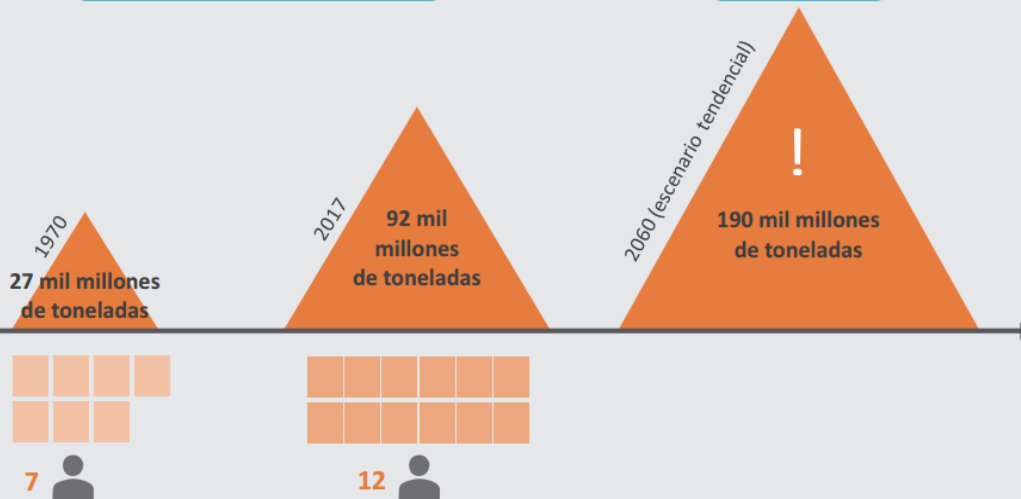 1970
27 mil millones
de toneladas
2017
92 mil
millones
de toneladas
2060 (escenario tendencial)
!
190 mil millones
de toneladas
7
12